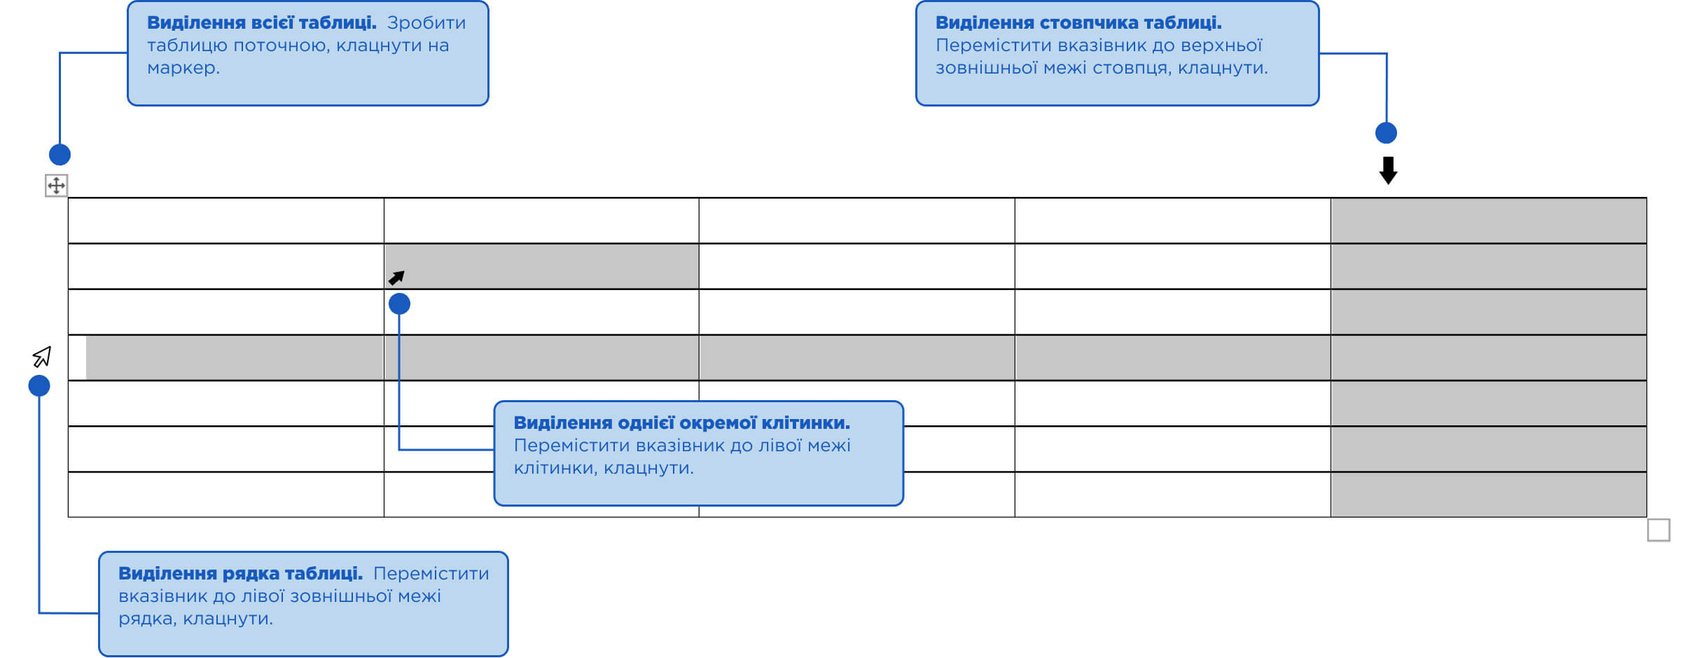 Виділення всієї таблиці. Зробити
таблицю поточною, клацнути на
маркер.
Виділення стовпчика таблиці.
Перемістити вказівник до верхньої
зовнішньої межі стовпця, клацнути.
Виділення однієї окремої клітинки.
Перемістити вказівник до лівої межі
клітинки, клацнути.
Виділення рядка таблиці. Перемістити
вказівник до лівої зовнішньої межі
рядка, клацнути.